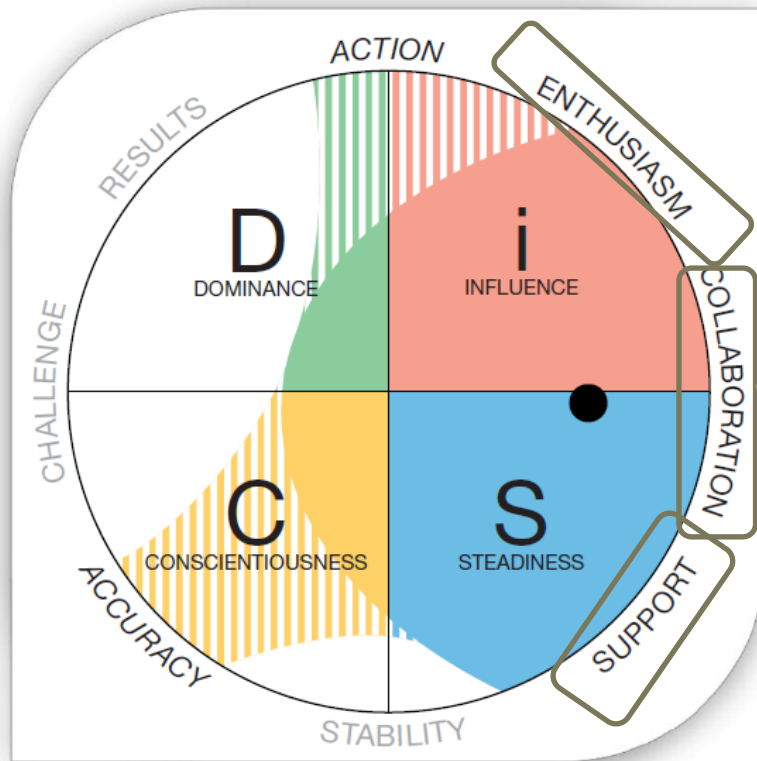 ACTION
ENTHUSIASM
RESULTS
D
DOMINANCE
i
INFLUENCE
COLLABORATION
CHALLENGE
C
CONSCIENTIOUSNESS
S
STEADINESS
SUPPORT
ACCURACY
STABILITY